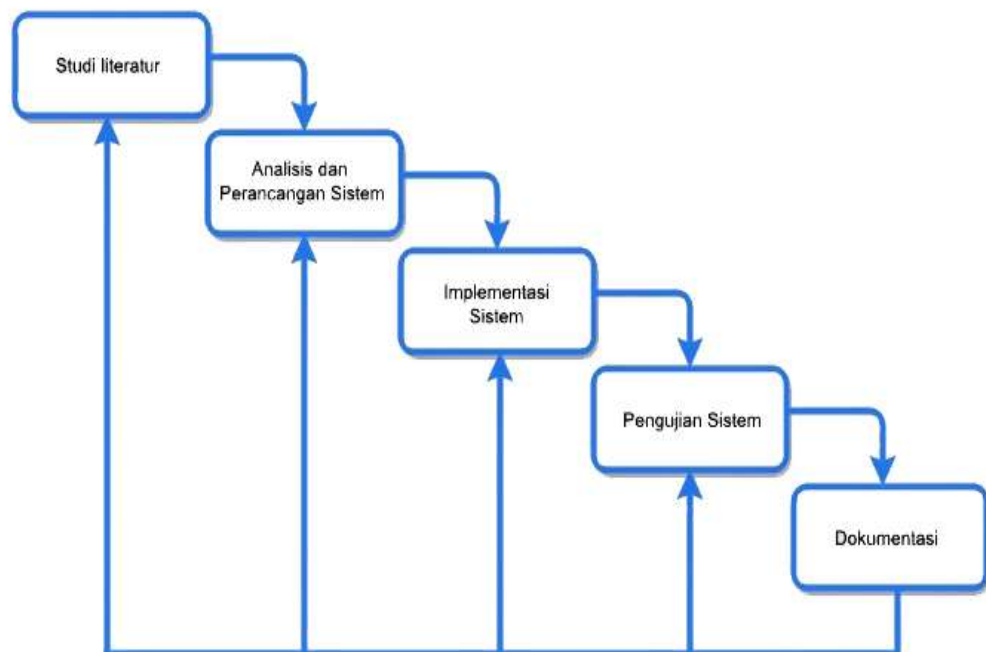 Studi literatur
Analisis dan
Perancangan Sistem
Implementasi
Sistem
Pengujian Sistem
Dokumentasi